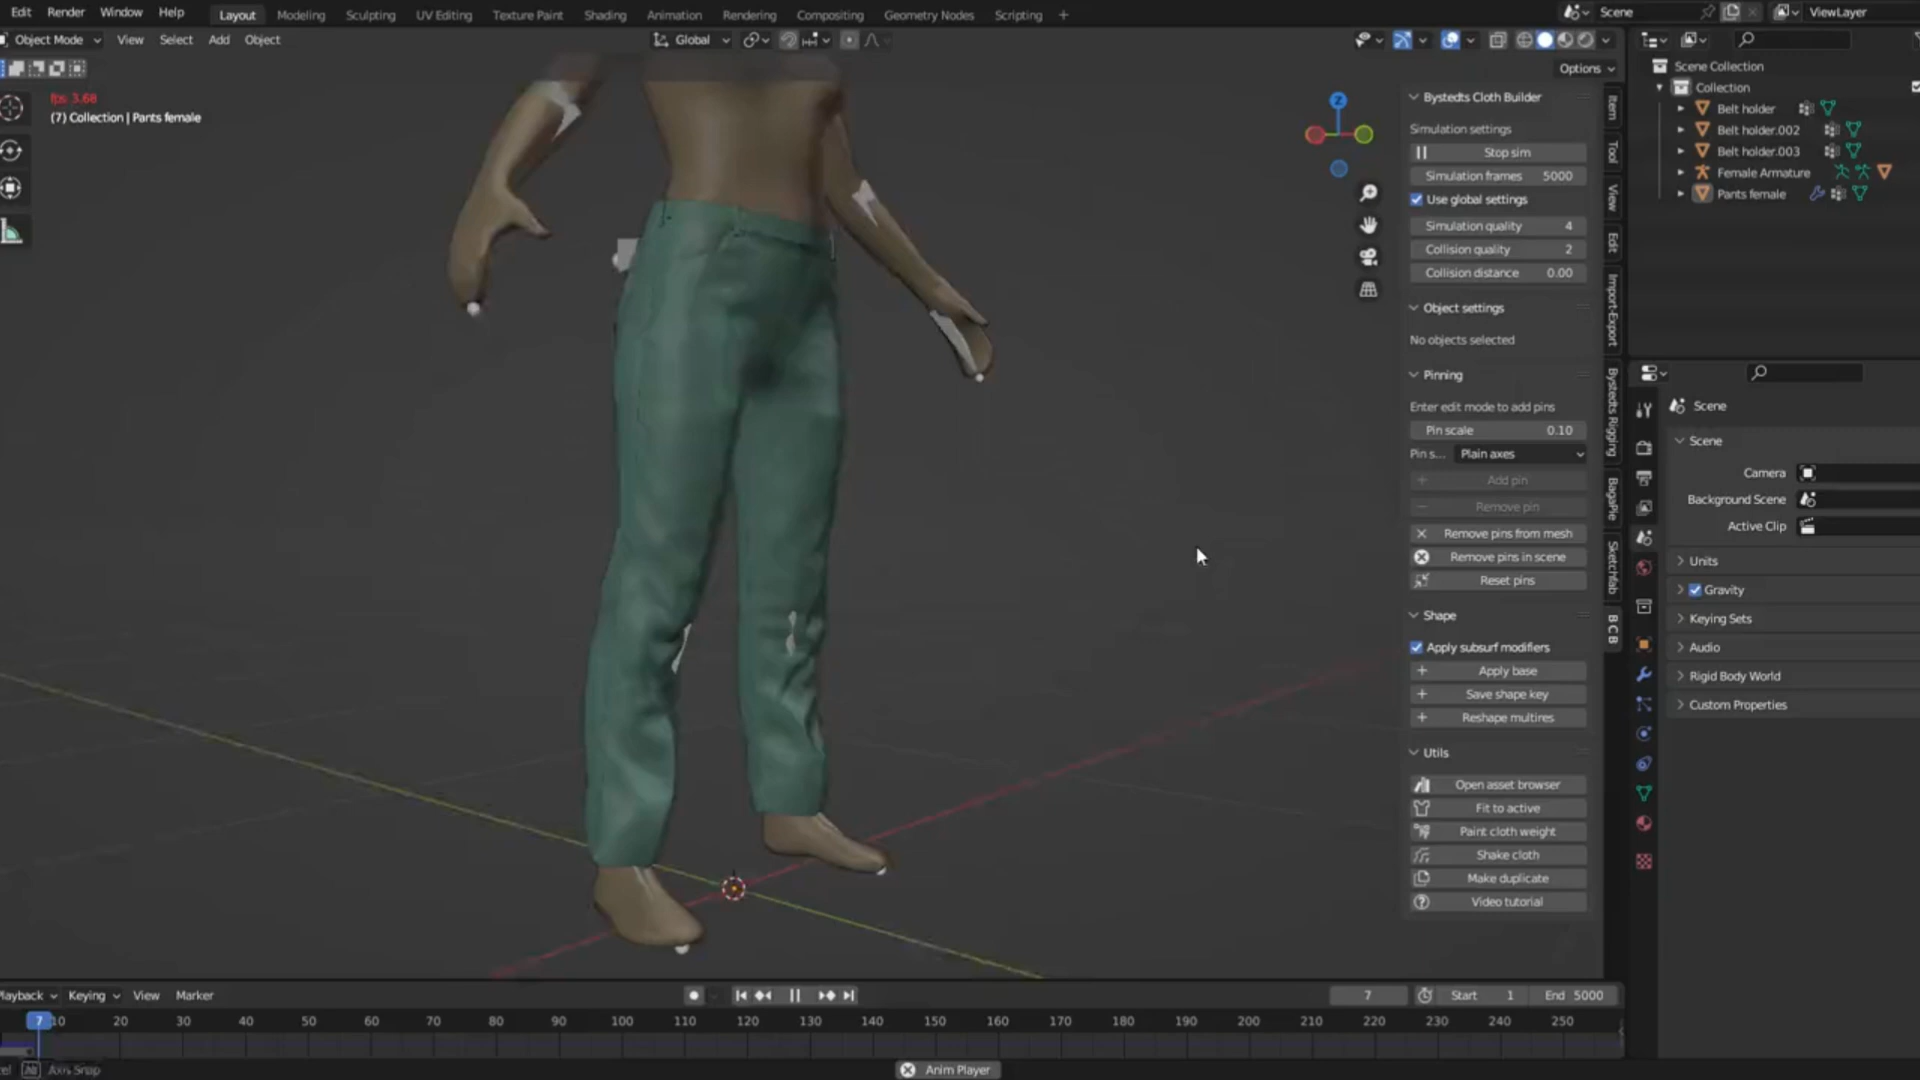 Edit Render Window Help Layout Modeling Sculpting UV Editing Texture Paint Shading Animation Rendering Compositing Geometry Nodes Scripting + Scene ViewLayer
Object Mode View Select Add Object Global
Options
fps: 3.68
(7) Collection | Pants female
Z
Bystedts Cloth Builder
Simulation settings
Stop sim
Simulation frames 5000
Use global settings
Simulation quality 4
Collision quality 2
Collision distance 0.00
Object settings
No objects selected
Pinning
Enter edit mode to add pins
Pin scale 0.10
Pin s... Plain axes
Add pin
Remove pin
Remove pins from mesh
Remove pins in scene
Reset pins
Shape
Apply subsurf modifiers
Apply base
Save shape key
Reshape multires
Utils
Open asset browser
Fit to active
Paint cloth weight
Shake cloth
Make duplicate
Video tutorial
Item
Tool
View
Edit
Import-Export
Bystedts Rigging
BagaPie
Sketchfab
B C B
Scene Collection
Collection
Belt holder
Belt holder.002
Belt holder.003
Female Armature
Pants female
Scene
Scene
Camera
Background Scene
Active Clip
Units
Gravity
Keying Sets
Audio
Rigid Body World
Custom Properties
Playback Keying View Marker 7 Start 1 End 5000
7 10 20 30 40 50 60 70 80 90 100 110 120 130 140 150 160 170 180 190 200 210 220 230 240 250
Alt Axis Snap Anim Player